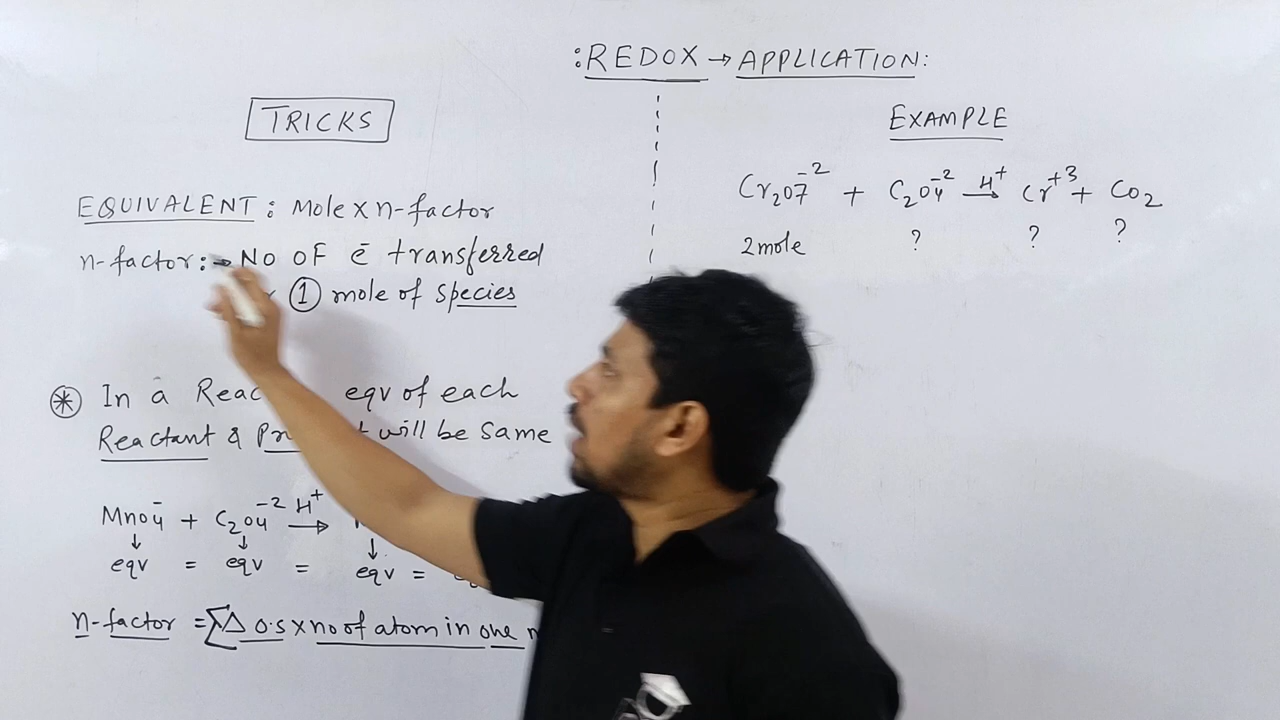 :REDOX → APPLICATION:
TRICKS
EQUIVALENT: Mole x n-factor
n-factor:→ No OF ē transferred
① mole of species
* In a Reac eqv of each
Reactant & Pr t will be same
Mno4⁻ + C2O4⁻² H⁺→
↓ ↓ ↓
eqv = eqv = eqv =
n-factor = ΣΔ O.S x no of atom in one
EXAMPLE
Cr2O7⁻² + C2O4⁻² H⁺→ Cr⁺³ + CO2
2mole ? ? ?